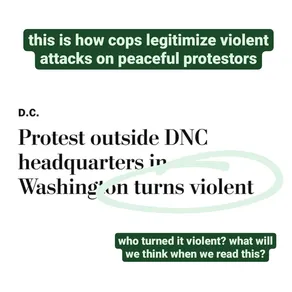 this is how cops legitimize violent
attacks on peaceful protestors
D.C.
Protest outside DNC
headquarters in
Washington turns violent
who turned it violent? what will
we think when we read this?